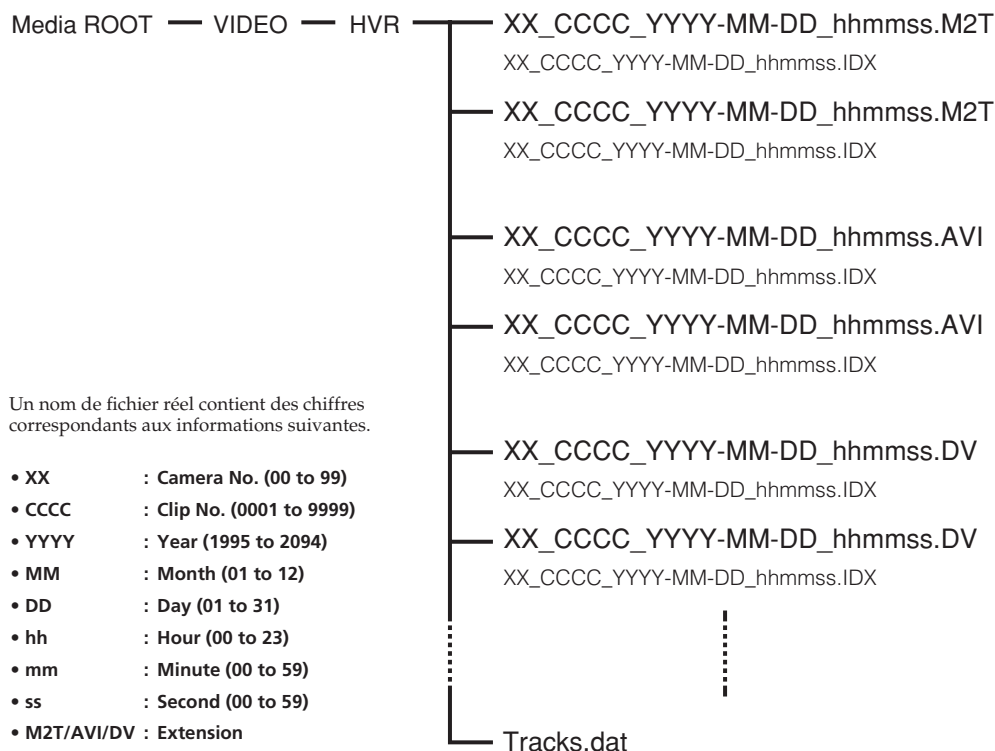 Media ROOT VIDEO HVR
XX_CCCC_YYYY-MM-DD_hhmmss.M2T
XX_CCCC_YYYY-MM-DD_hhmmss.IDX
XX_CCCC_YYYY-MM-DD_hhmmss.M2T
XX_CCCC_YYYY-MM-DD_hhmmss.IDX
XX_CCCC_YYYY-MM-DD_hhmmss.AVI
XX_CCCC_YYYY-MM-DD_hhmmss.IDX
XX_CCCC_YYYY-MM-DD_hhmmss.AVI
XX_CCCC_YYYY-MM-DD_hhmmss.IDX
XX_CCCC_YYYY-MM-DD_hhmmss.DV
XX_CCCC_YYYY-MM-DD_hhmmss.IDX
XX_CCCC_YYYY-MM-DD_hhmmss.DV
XX_CCCC_YYYY-MM-DD_hhmmss.IDX
Tracks.dat
Un nom de fichier réel contient des chiffres
correspondants aux informations suivantes.
• XX : Camera No. (00 to 99)
• CCCC : Clip No. (0001 to 9999)
• YYYY : Year (1995 to 2094)
• MM : Month (01 to 12)
• DD : Day (01 to 31)
• hh : Hour (00 to 23)
• mm : Minute (00 to 59)
• ss : Second (00 to 59)
• M2T/AVI/DV : Extension